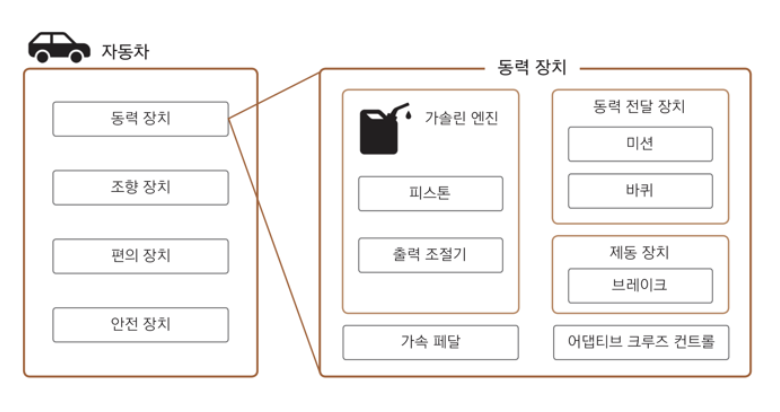 자동차
동력 장치
조향 장치
편의 장치
안전 장치
동력 장치
가솔린 엔진
피스톤
출력 조절기
동력 전달 장치
미션
바퀴
제동 장치
브레이크
가속 페달
어댑티브 크루즈 컨트롤